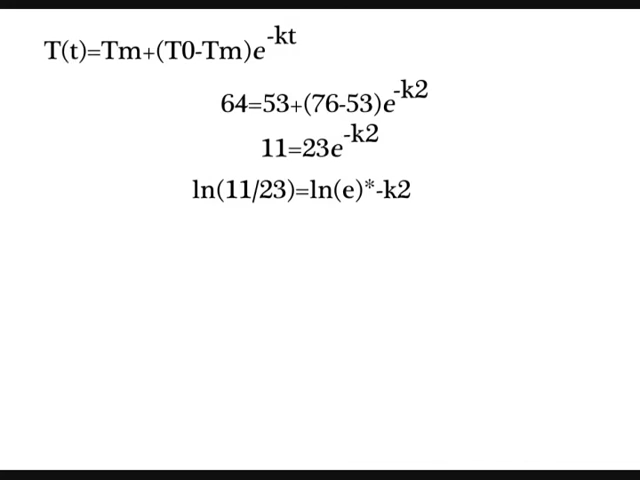 T(t)=Tm+(T0-Tm)e^-kt
64=53+(76-53)e^-k2
11=23e^-k2
ln(11/23)=ln(e)*-k2